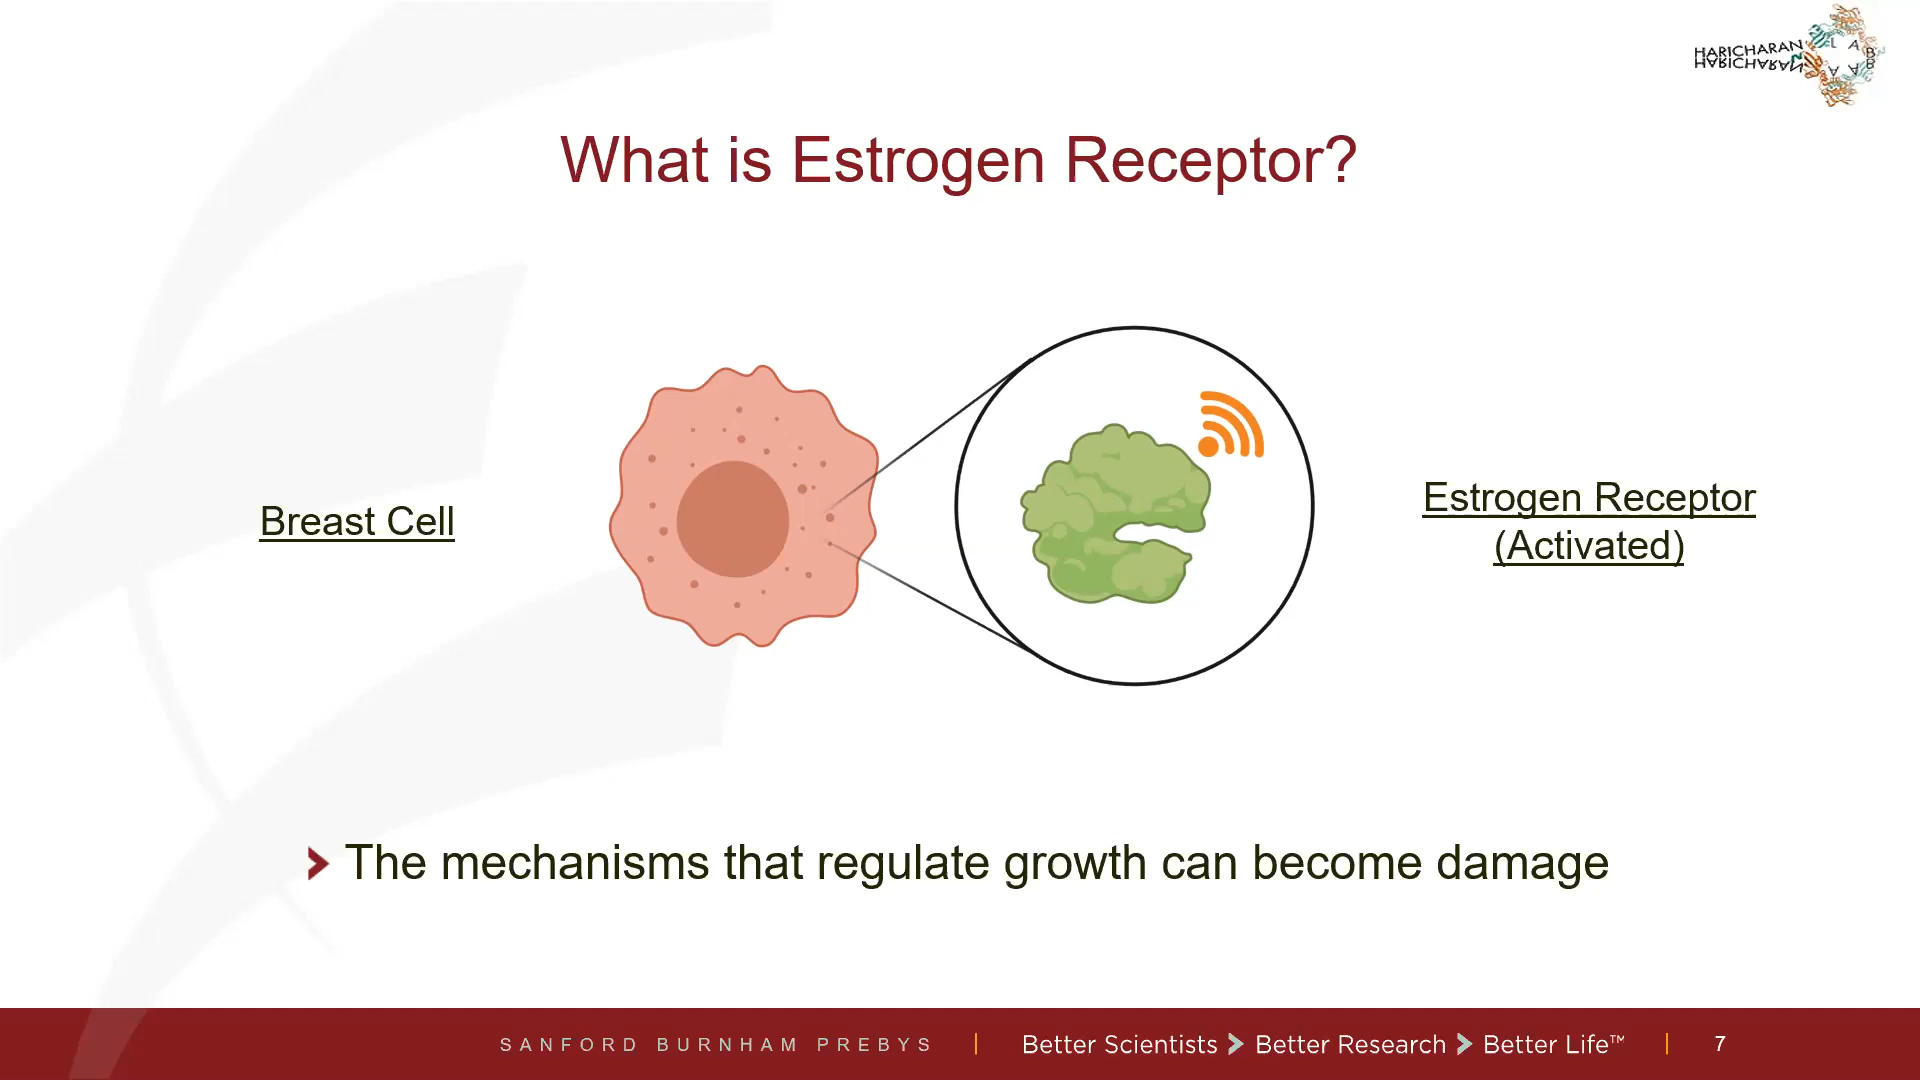 HARICHARAN
L A B
What is Estrogen Receptor?
Breast Cell
Estrogen Receptor
(Activated)
The mechanisms that regulate growth can become damage
SANFORD BURNHAM PREBYS | Better Scientists > Better Research > Better Life™ | 7